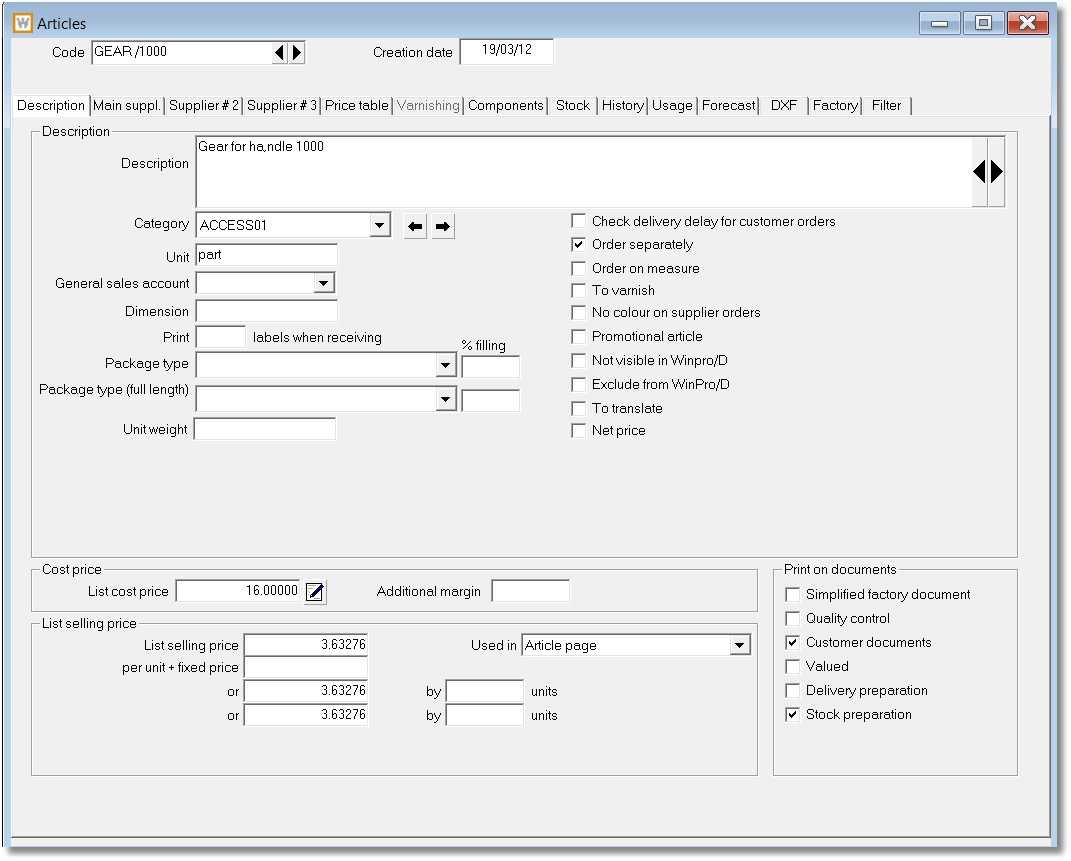 Articles
Code GEAR /1000 Creation date 19/03/12
Description Main suppl. Supplier # 2 Supplier # 3 Price table Varnishing Components Stock History Usage Forecast DXF Factory Filter
Description
Description Gear for ha,ndle 1000
Category ACCESS01
Unit part
General sales account
Dimension
Print labels when receiving
% filling
Package type
Package type (full length)
Unit weight
Check delivery delay for customer orders
Order separately
Order on measure
To varnish
No colour on supplier orders
Promotional article
Not visible in Winpro/D
Exclude from WinPro/D
To translate
Net price
Cost price
List cost price 16.00000 Additional margin
List selling price
List selling price 3.63276 Used in Article page
per unit + fixed price
or 3.63276 by units
or 3.63276 by units
Print on documents
Simplified factory document
Quality control
Customer documents
Valued
Delivery preparation
Stock preparation